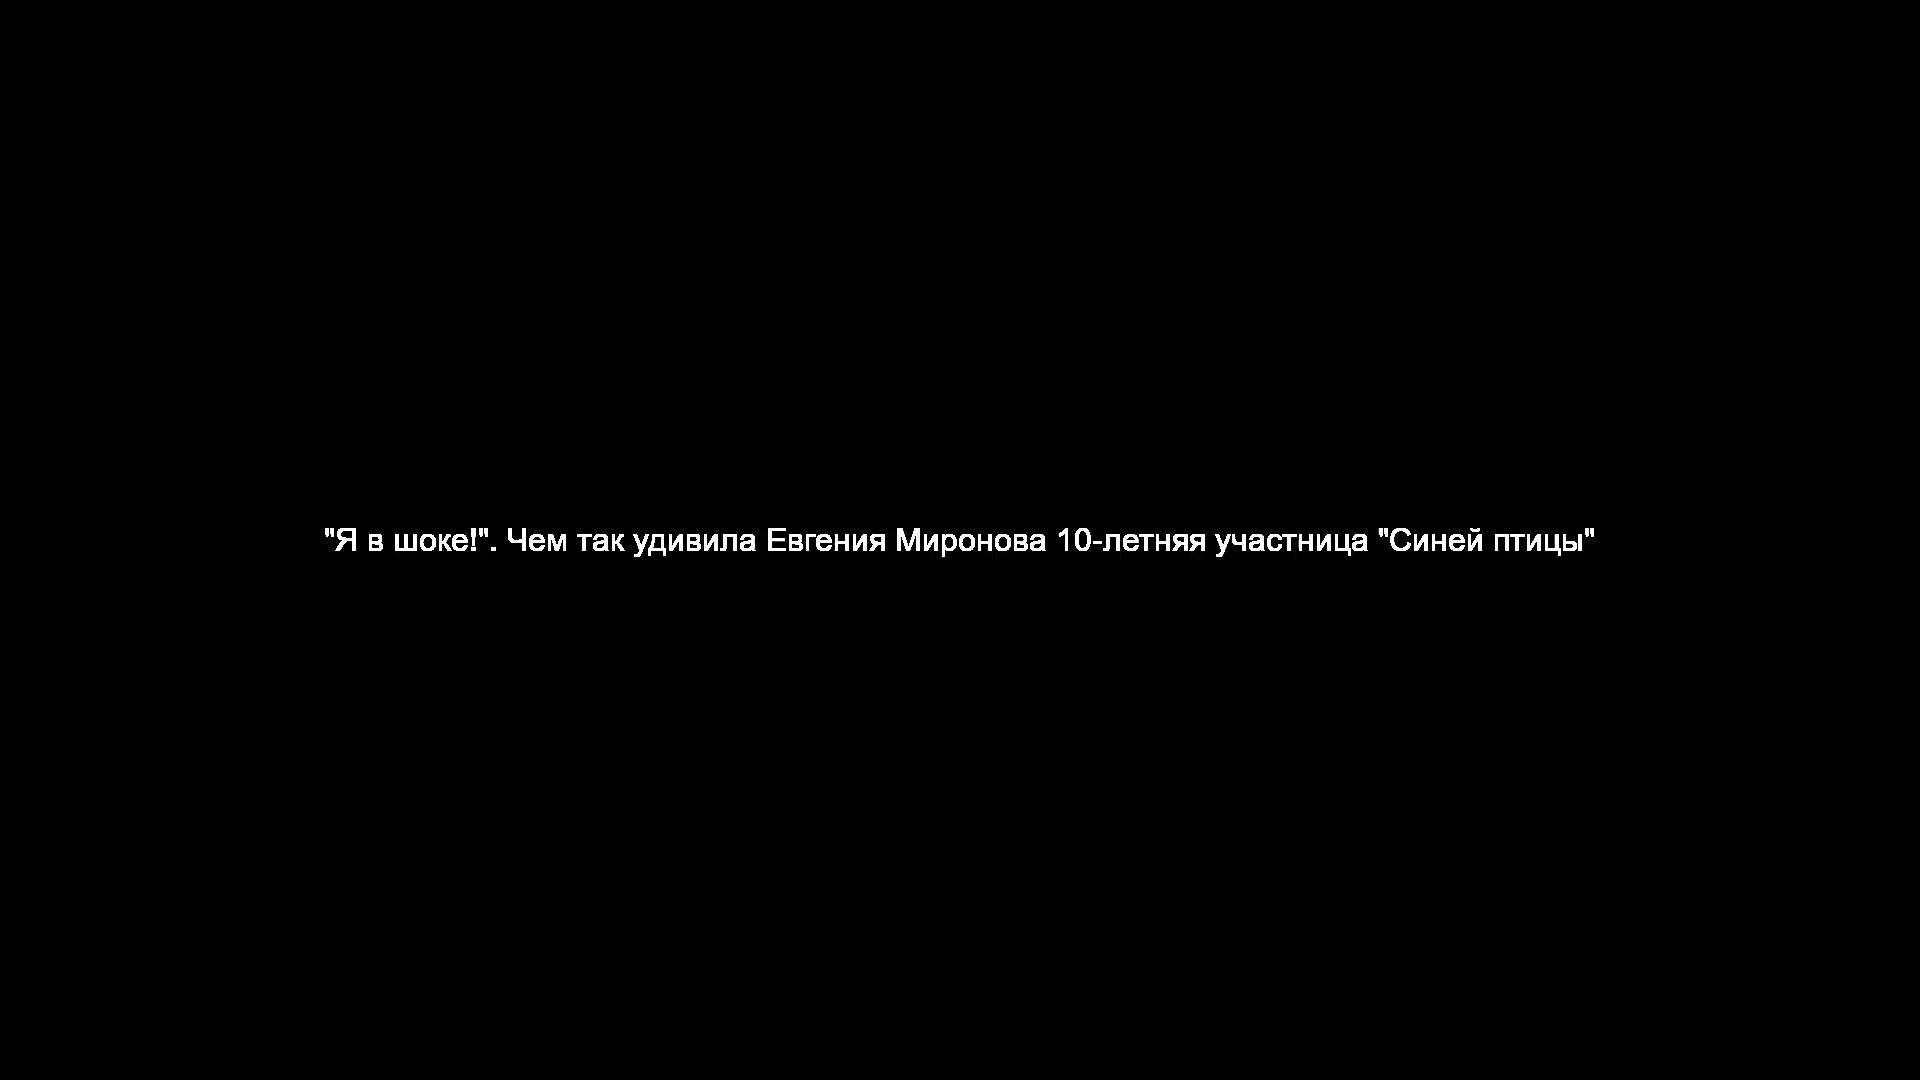 "Я в шоке!". Чем так удивила Евгения Миронова 10-летняя участница "Синей птицы"